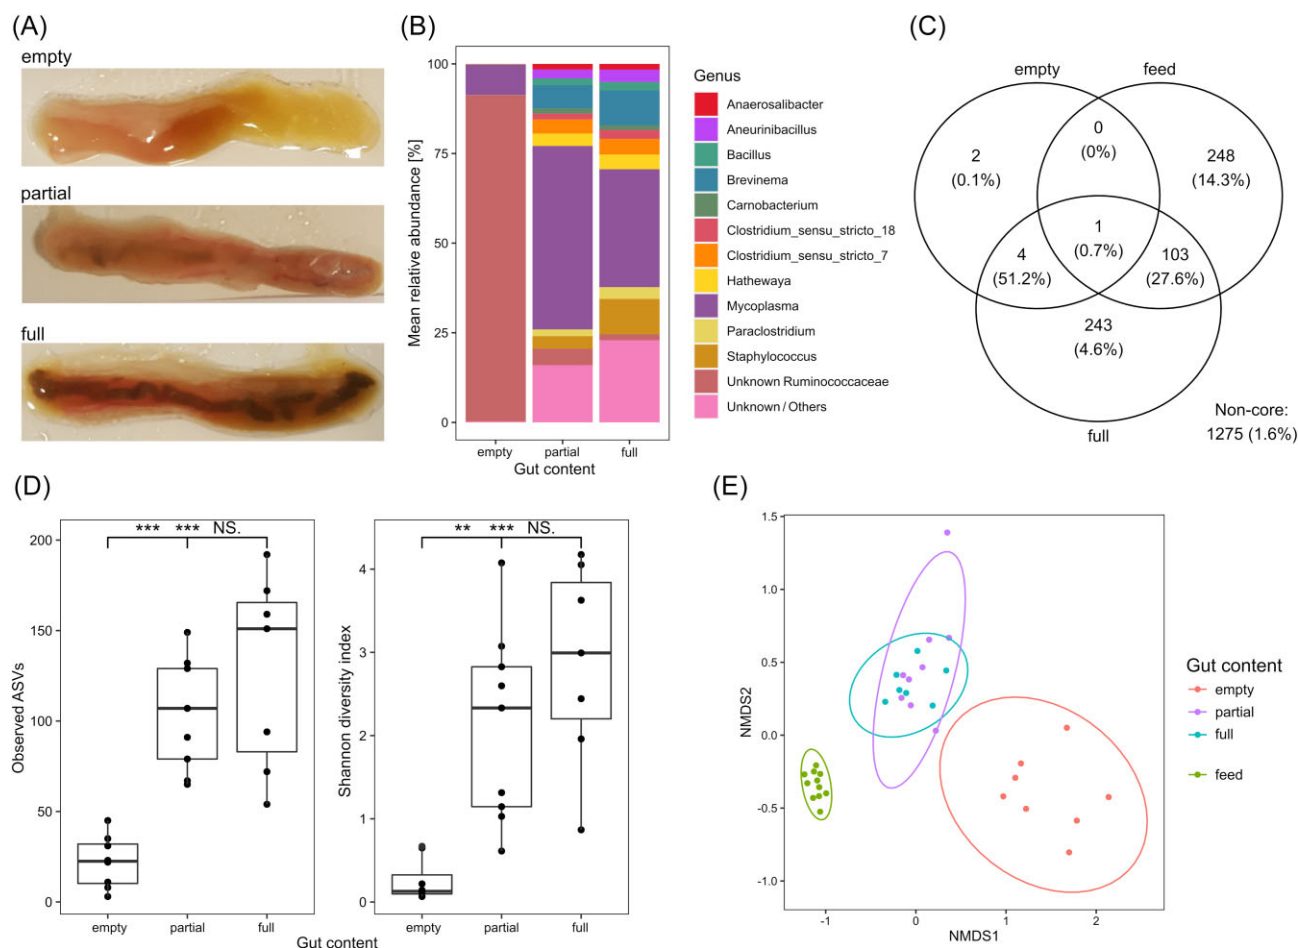 (A)
empty
partial
full
(B)
Mean relative abundance [%]
100
75
50
25
0
empty
partial
full
Gut content
Genus
Anaerosalibacter
Aneurinibacillus
Bacillus
Brevinema
Carnobacterium
Clostridium_sensu_stricto_18
Clostridium_sensu_stricto_7
Hathewaya
Mycoplasma
Paraclostridium
Staphylococcus
Unknown Ruminococcaceae
Unknown / Others
(C)
empty
feed
0
(0%)
2
(0.1%)
248
(14.3%)
1
(0.7%)
4
(51.2%)
103
(27.6%)
243
(4.6%)
full
Non-core:
1275 (1.6%)
(D)
Observed ASVs
200
150
100
50
0
*** *** NS.
empty
partial
full
Shannon diversity index
4
3
2
1
0
** *** NS.
empty
partial
full
Gut content
(E)
NMDS2
1.5
1.0
0.5
0.0
-0.5
-1.0
-1
0
1
2
NMDS1
Gut content
empty
partial
full
feed